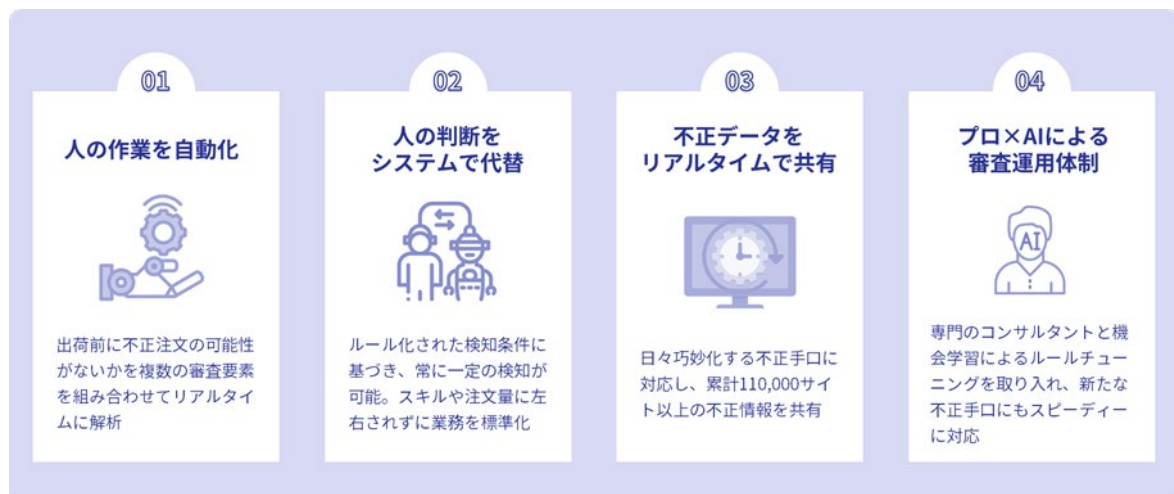 01
人の作業を自動化
出荷前に不正注文の可能性
がないかを複数の審査要素
を組み合わせてリアルタイ
ムに解析
02
人の判断を
システムで代替
ルール化された検知条件に
基づき、常に一定の検知が
可能。スキルや注文量に左
右されずに業務を標準化
03
不正データを
リアルタイムで共有
日々巧妙化する不正手口に
対応し、累計110,000サイ
ト以上の不正情報を共有
04
プロ×AIによる
審査運用体制
AI
専門のコンサルタントと機
会学習によるルールチュー
ニングを取り入れ、新たな
不正手口にもスピーディー
に対応